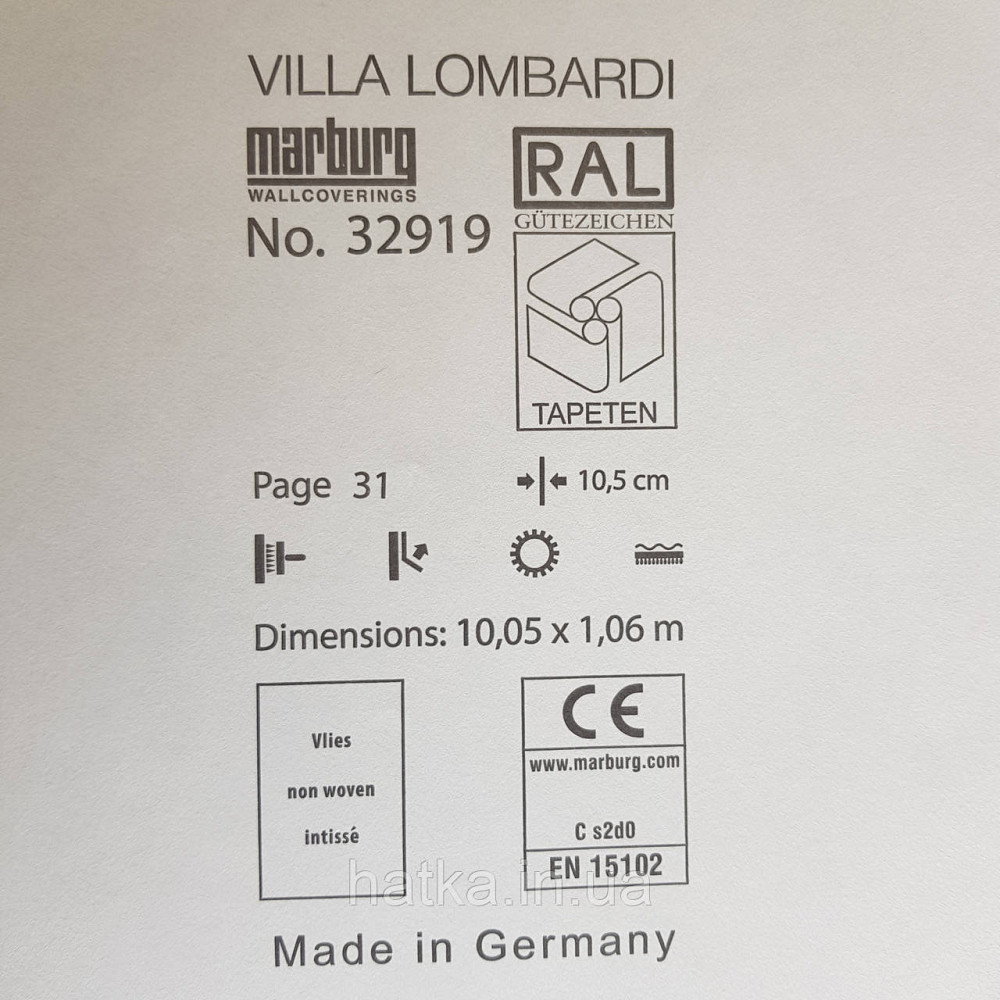 VILLA LOMBARDI
marburg
WALLCOVERINGS
No. 32919
RAL
GÜTEZEICHEN
TAPETEN
Page 31
10,5 cm
Dimensions: 10,05 x 1,06 m
Vlies
non woven
intissé
CE
www.marburg.com
C s2d0
EN 15102
hatka.in.ua
Made in Germany